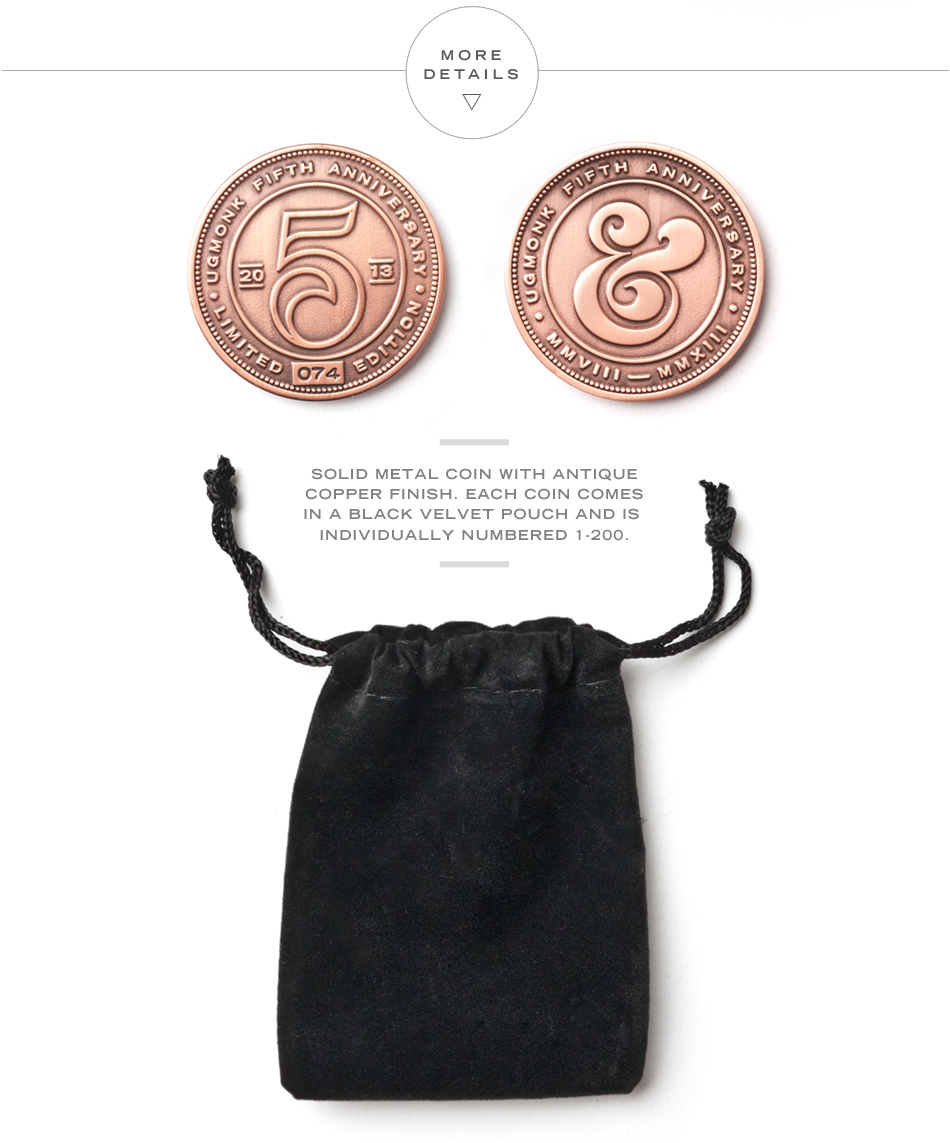 MORE
DETAILS
• UGMONK FIFTH ANNIVERSARY •
5
20
13
LIMITED 074 EDITION
• UGMONK FIFTH ANNIVERSARY •
&
MMVIII — MMXIII
SOLID METAL COIN WITH ANTIQUE
COPPER FINISH. EACH COIN COMES
IN A BLACK VELVET POUCH AND IS
INDIVIDUALLY NUMBERED 1-200.